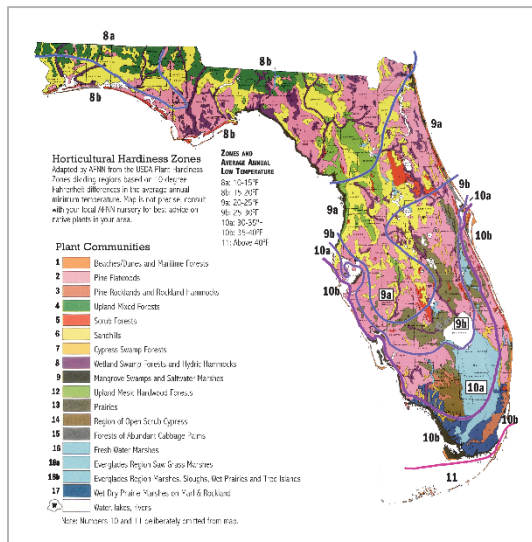 8a
8b
8b
8b
9a
9b
10a
10b
9a
9b
10a
10b
9a
9b
10a
10b
10b
11
Horticultural Hardiness Zones
Adapted by AFNN from the USDA Plant Hardiness
Zones dividing regions based on 10-degree
Fahrenheit differences in the average annual
minimum temperature. Map is not precise, consult
with your local AFNN nursery for best advice on
native plants in your area.
ZONES AND
AVERAGE ANNUAL
LOW TEMPERATURE
8a: 10-15°F
8b: 15-20°F
9a: 20-25°F
9b: 25-30°F
10a: 30-35°F
10b: 35-40°F
11: Above 40°F
Plant Communities
1 Beaches/Dunes and Maritime Forests
2 Pine Flatwoods
3 Pine Rocklands and Rockland Hammocks
4 Upland Mixed Forests
5 Scrub Forests
6 Sandhills
7 Cypress Swamp Forests
8 Wetland Swamp Forests and Hydric Hammocks
9 Mangrove Swamps and Saltwater Marshes
12 Upland Mesic Hardwood Forests
13 Prairies
14 Region of Open Scrub Cypress
15 Forests of Abundant Cabbage Palms
16 Fresh Water Marshes
16a Everglades Region Saw Grass Marshes
16b Everglades Region Marshes, Sloughs, Wet Prairies and Tree Islands
17 Wet Dry Prairie Marshes on Marl & Rockland
W Water, lakes, rivers
Note: Numbers 10 and 11 deliberately omitted from map.